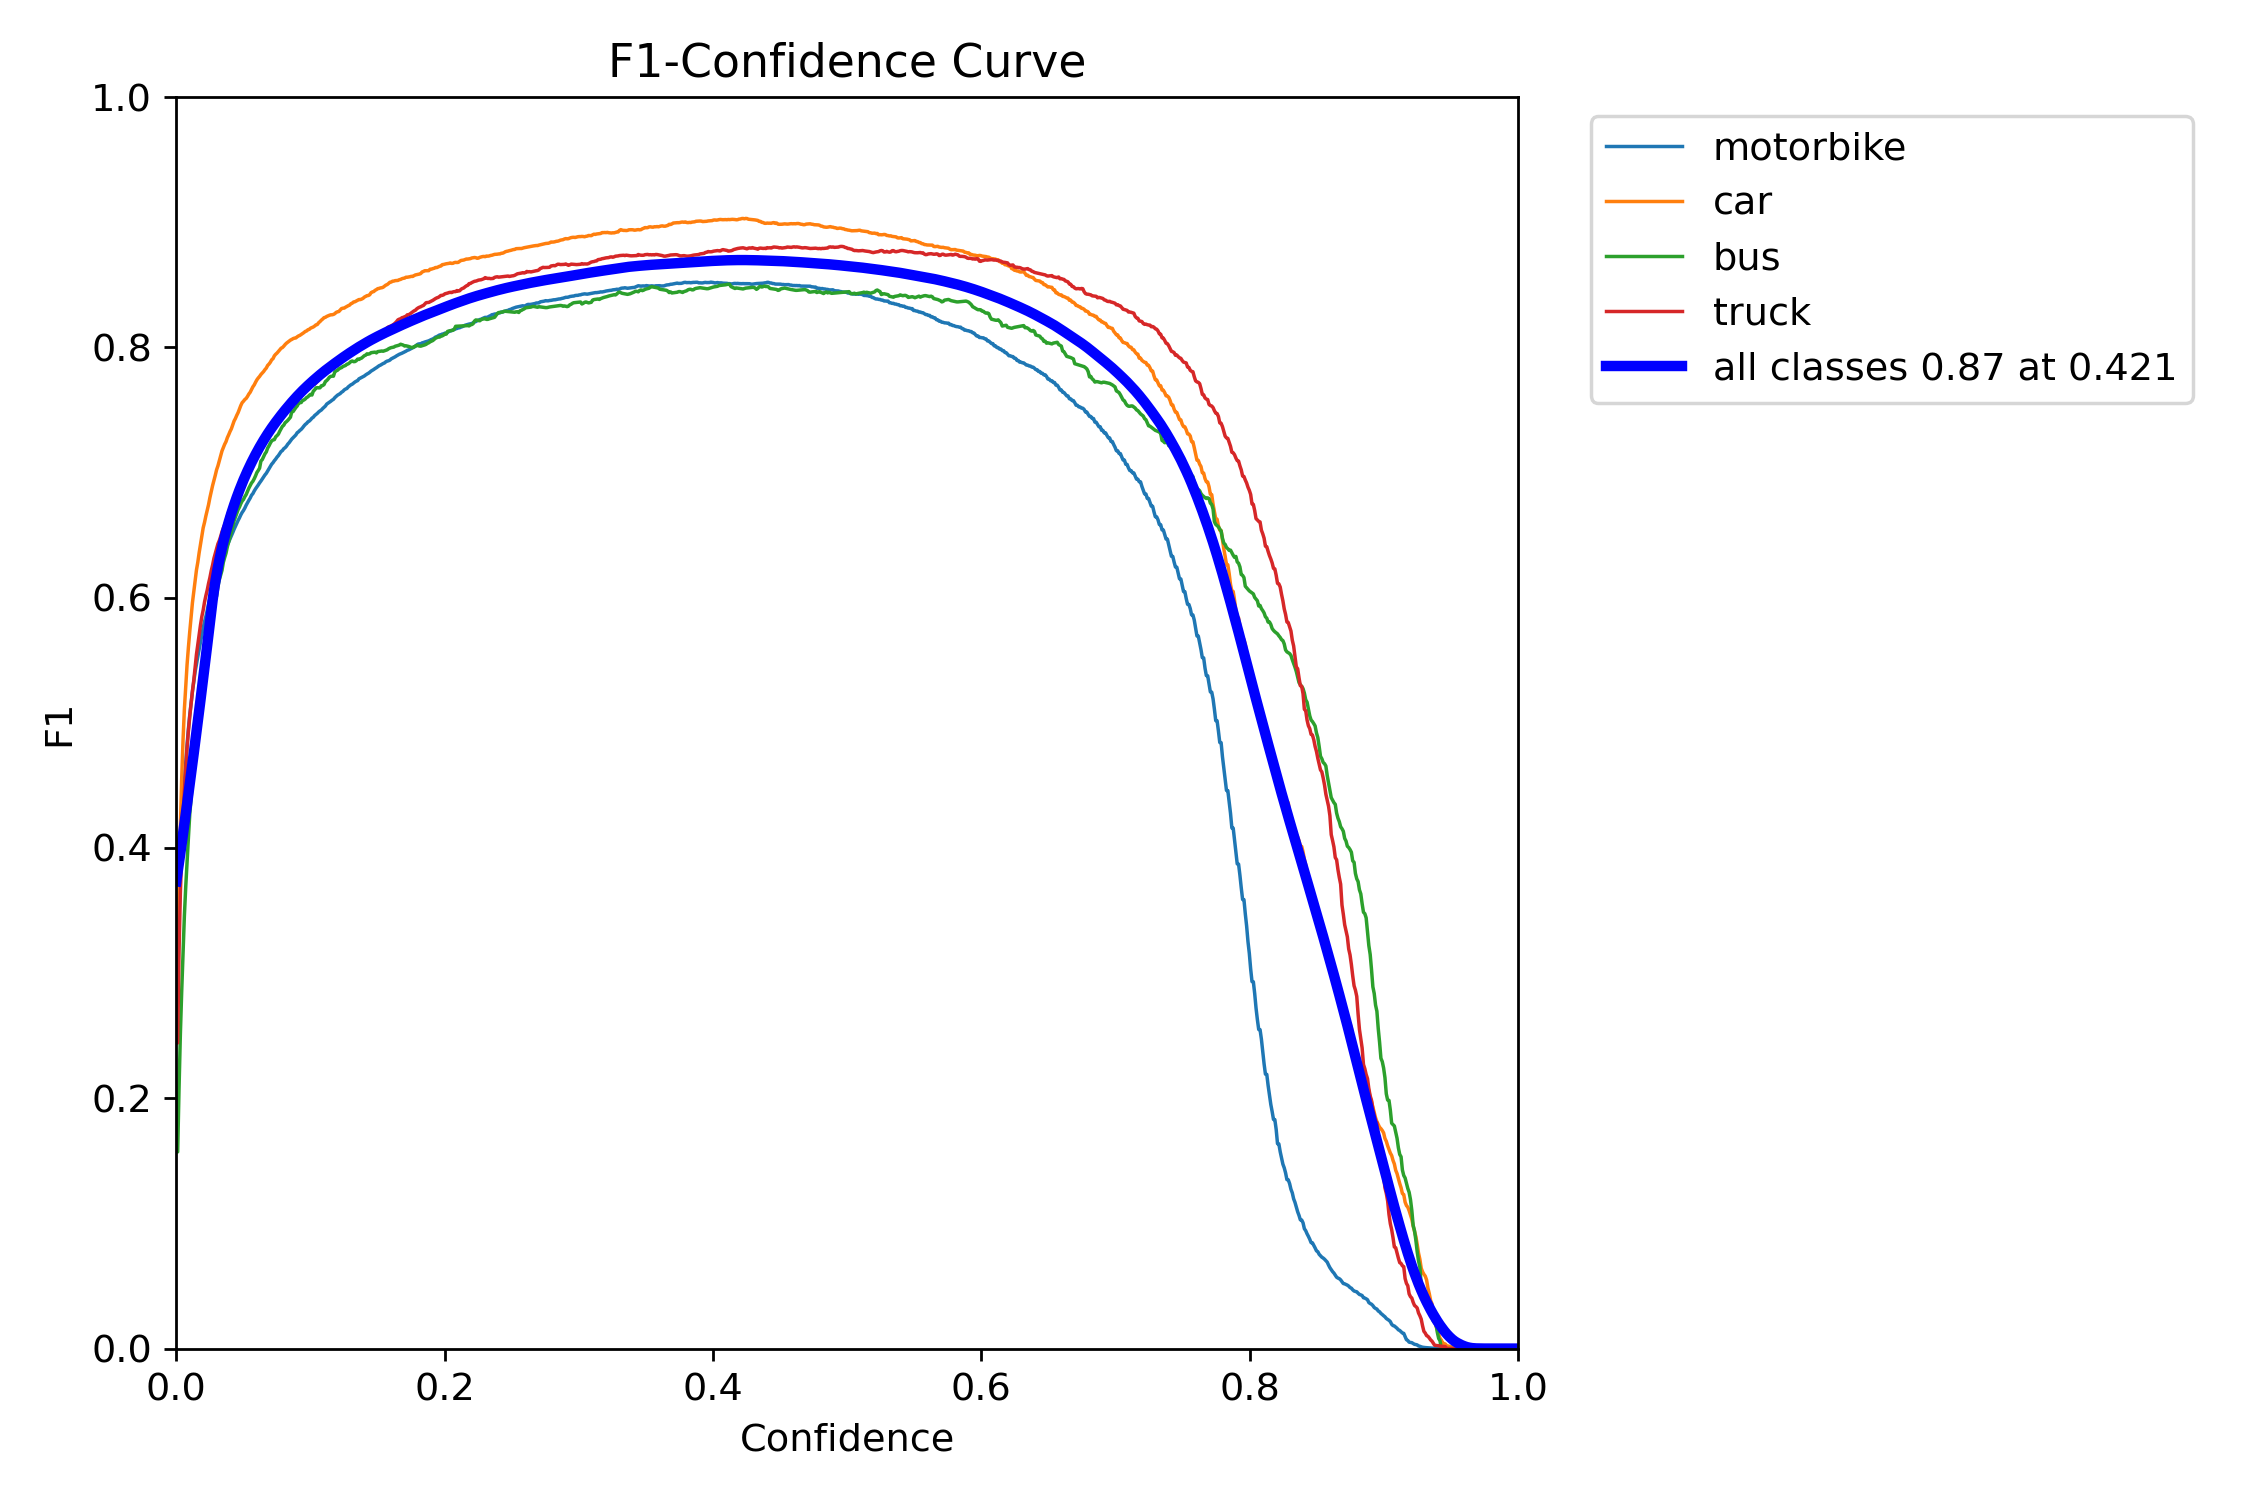 F1-Confidence Curve
1.0
0.8
0.6
0.4
0.2
0.0
F1
0.0 0.2 0.4 0.6 0.8 1.0
Confidence
motorbike
car
bus
truck
all classes 0.87 at 0.421